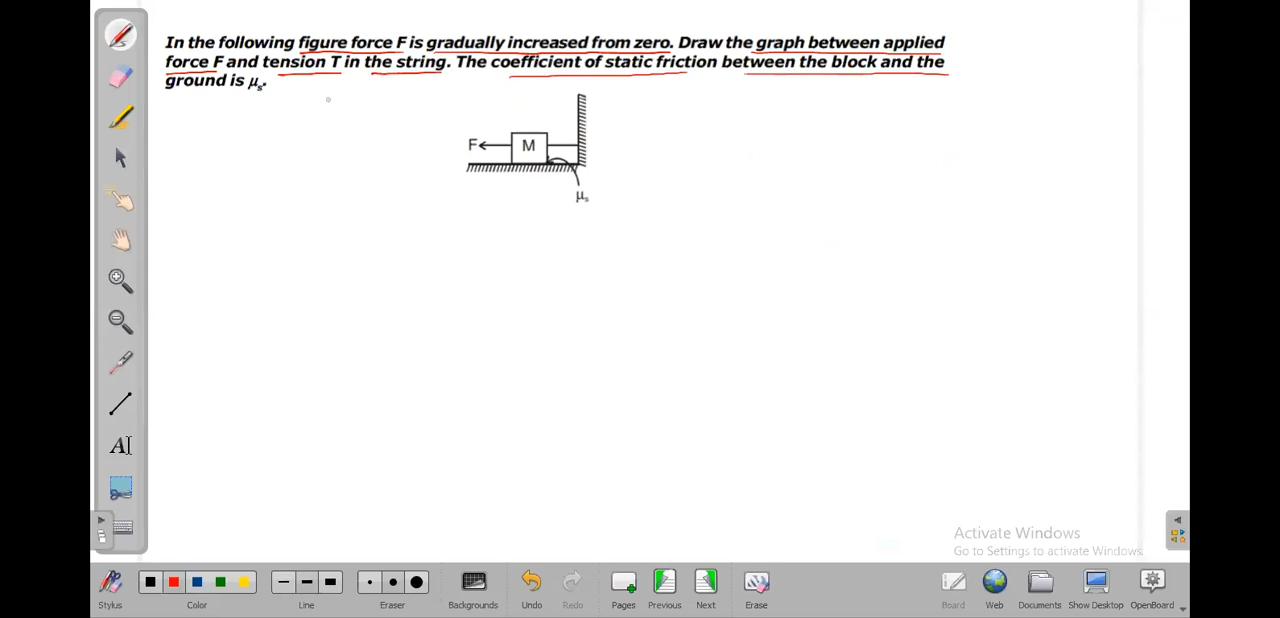 In the following figure force F is gradually increased from zero. Draw the graph between applied
force F and tension T in the string. The coefficient of static friction between the block and the
ground is μs.
F
M
μs
A
Activate Windows
Go to Settings to activate Windows.
Stylus
Color
Line
Eraser
Backgrounds
Undo
Redo
Pages
Previous
Next
Erase
Board
Web
Documents
Show Desktop
OpenBoard